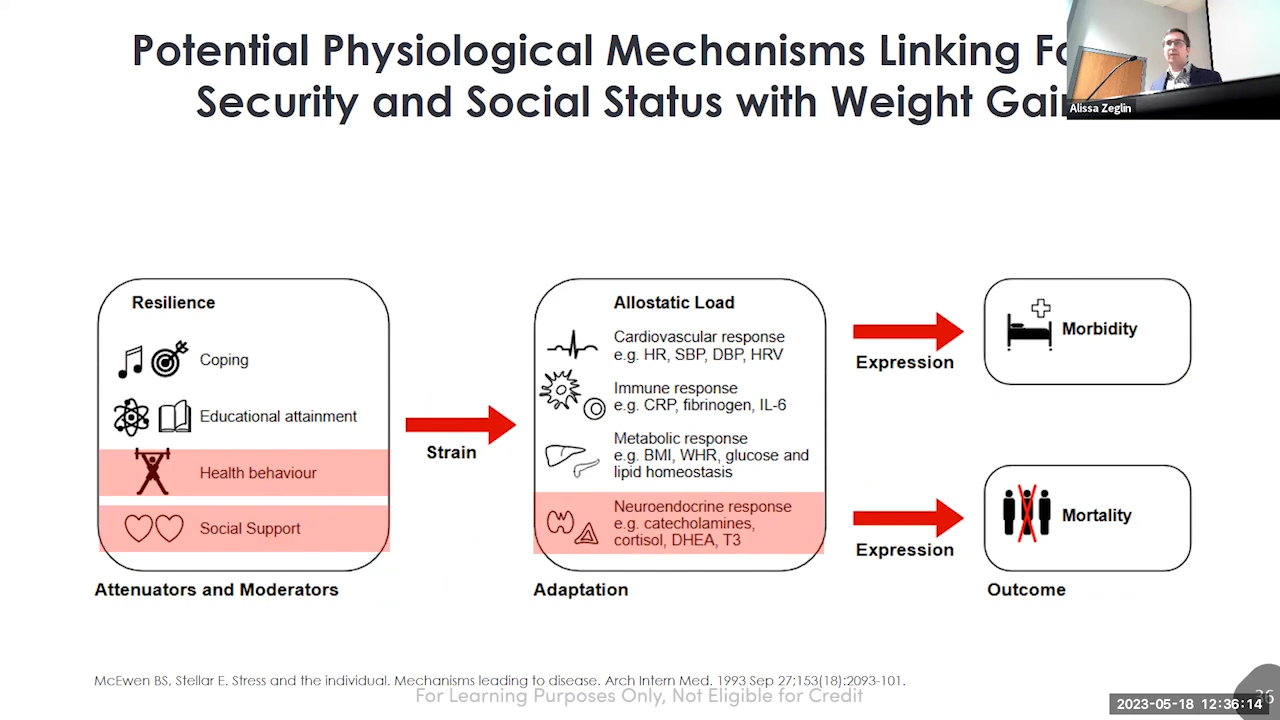 Potential Physiological Mechanisms Linking Fo
Security and Social Status with Weight Gain
Alissa Zeglin
Resilience
Coping
Educational attainment
Health behaviour
Social Support
Attenuators and Moderators
Strain
Allostatic Load
Cardiovascular response
e.g. HR, SBP, DBP, HRV
Immune response
e.g. CRP, fibrinogen, IL-6
Metabolic response
e.g. BMI, WHR, glucose and
lipid homeostasis
Neuroendocrine response
e.g. catecholamines,
cortisol, DHEA, T3
Adaptation
Expression
Expression
Morbidity
Mortality
Outcome
McEwen BS, Stellar E. Stress and the individual. Mechanisms leading to disease. Arch Intern Med. 1993 Sep 27;153(18):2093-101.
For Learning Purposes Only, Not Eligible for Credit
36
2023-05-18 12:36:14